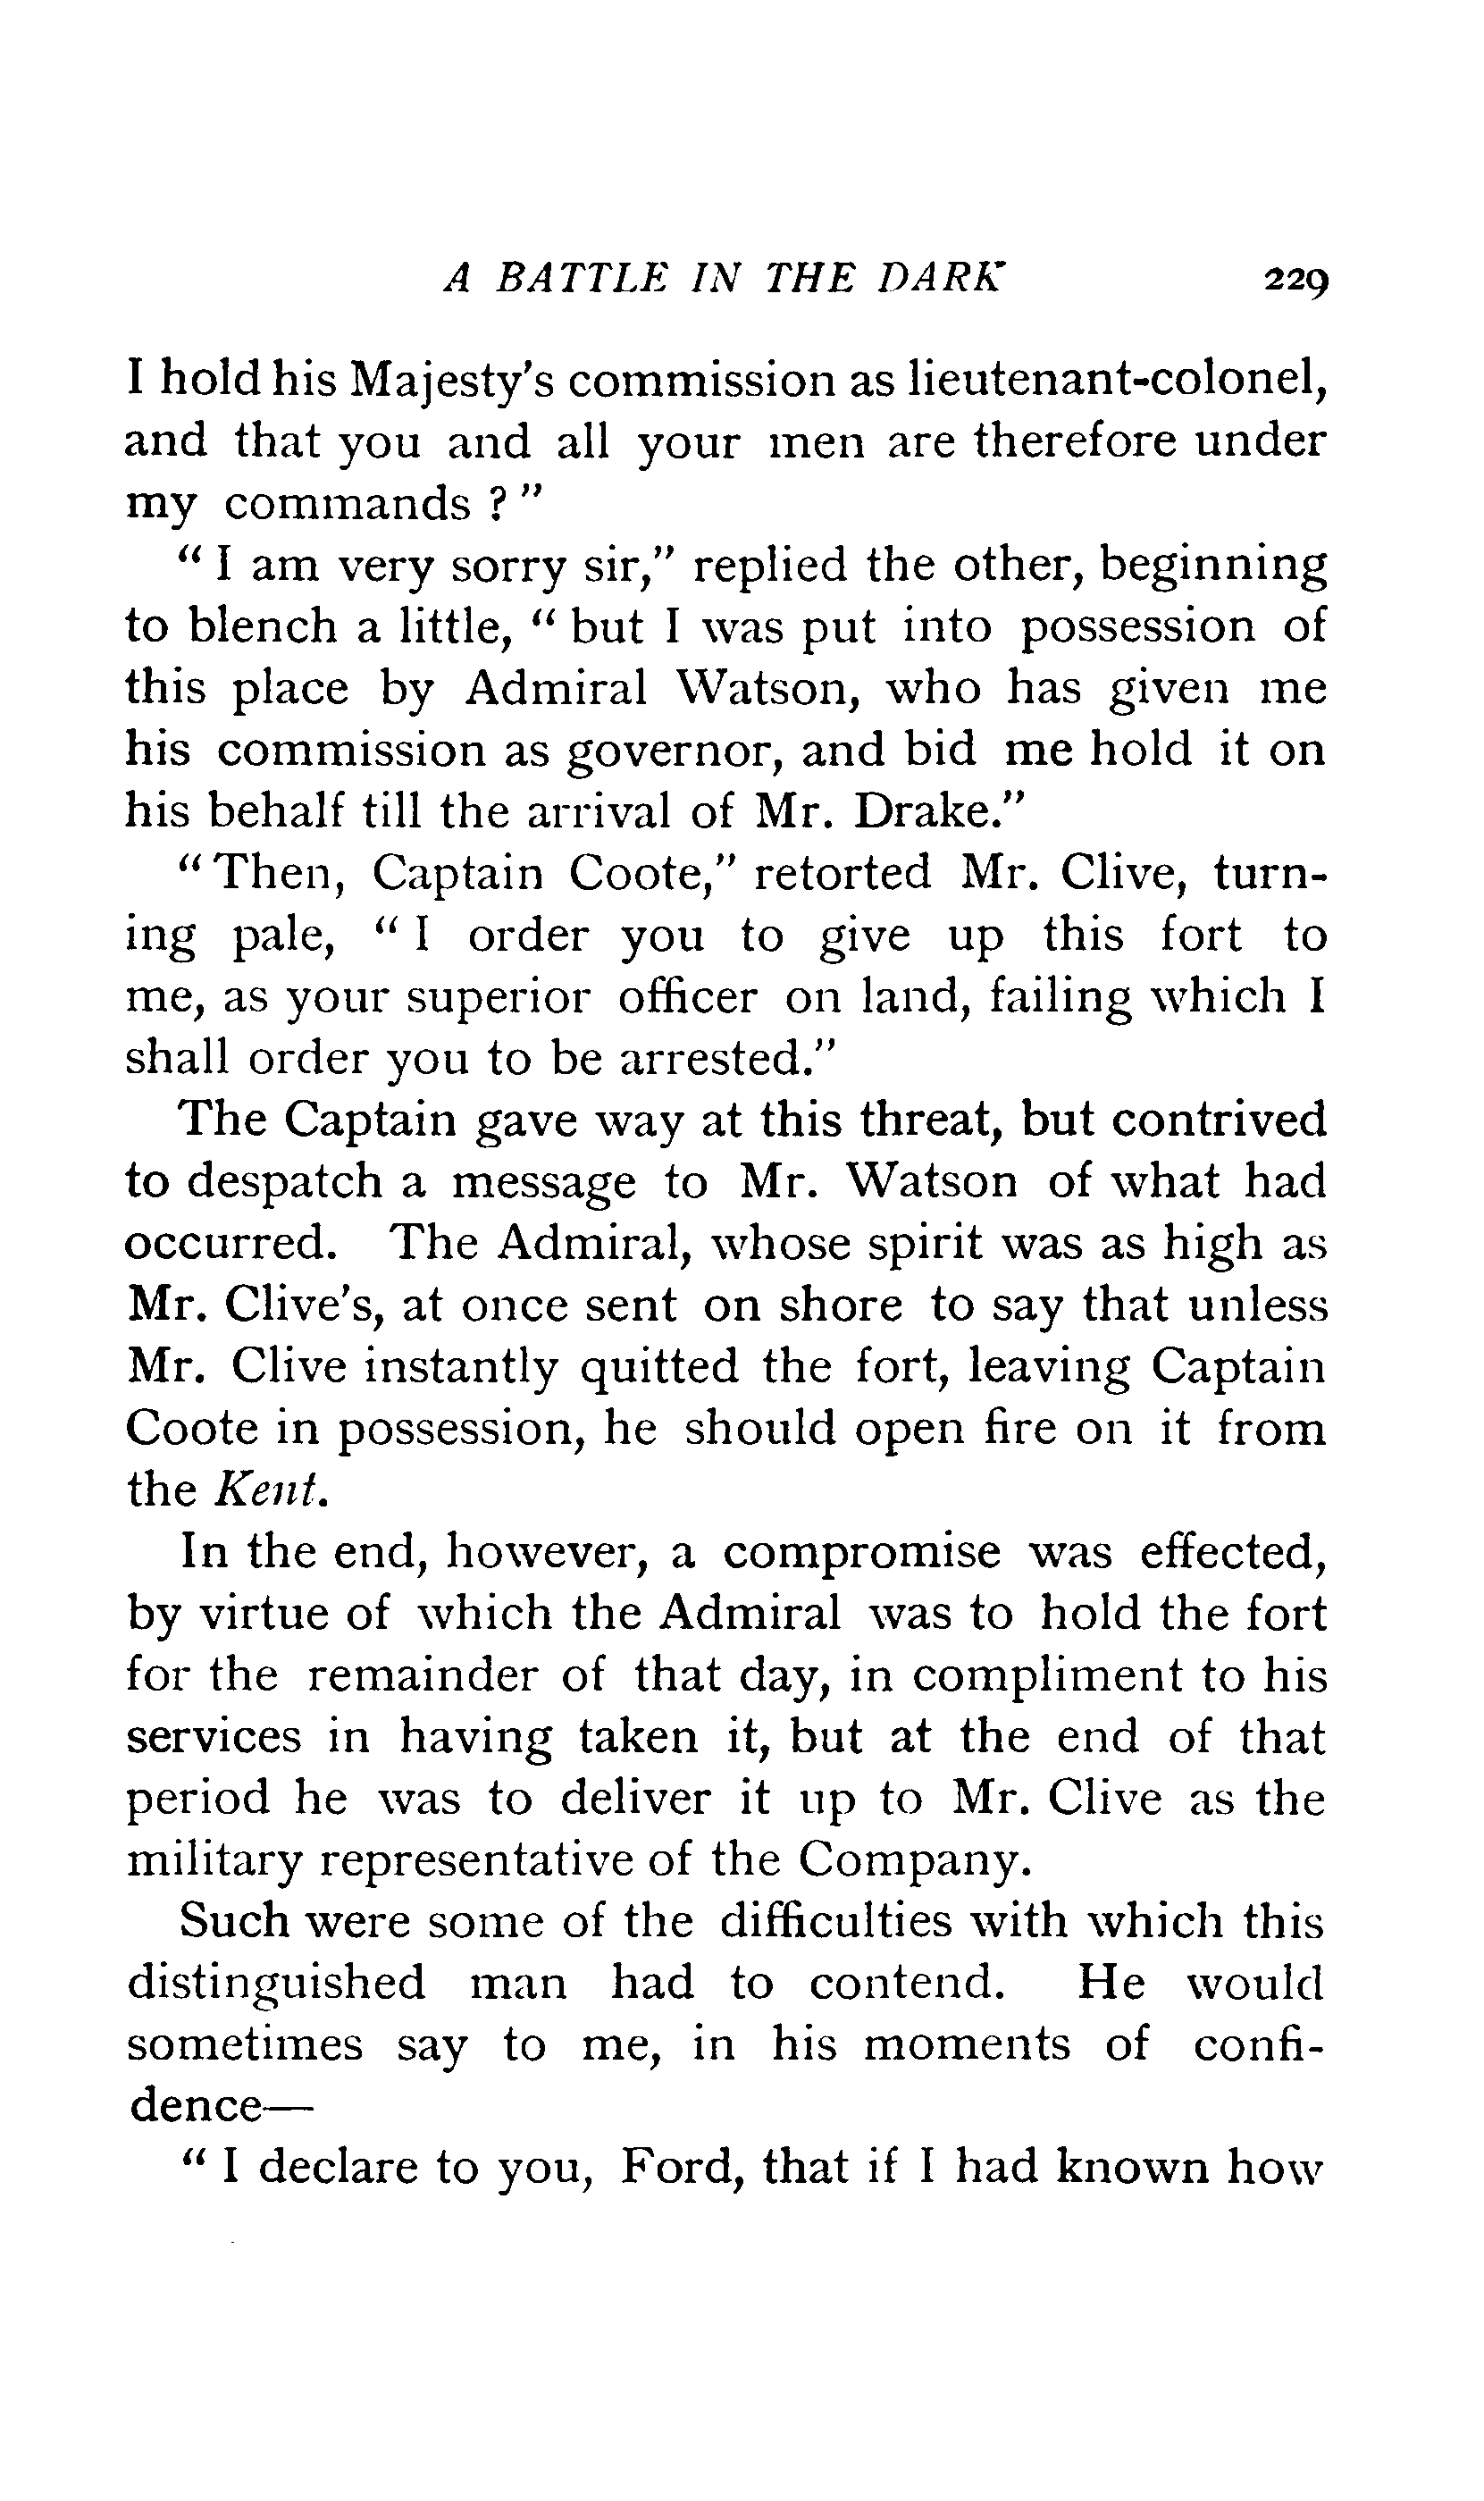 A BATTLE IN THE DARK 229
I hold his Majesty's commission as lieutenant-colonel,
and that you and all your men are therefore under
my commands ? "
" I am very sorry sir," replied the other, beginning
to blench a little, " but I was put into possession of
this place by Admiral Watson, who has given me
his commission as governor, and bid me hold it on
his behalf till the arrival of Mr. Drake."
" Then, Captain Coote," retorted Mr. Clive, turn-
ing pale, " I order you to give up this fort to
me, as your superior officer on land, failing which I
shall order you to be arrested."
The Captain gave way at this threat, but contrived
to despatch a message to Mr. Watson of what had
occurred. The Admiral, whose spirit was as high as
Mr. Clive's, at once sent on shore to say that unless
Mr. Clive instantly quitted the fort, leaving Captain
Coote in possession, he should open fire on it from
the Kent.
In the end, however, a compromise was effected,
by virtue of which the Admiral was to hold the fort
for the remainder of that day, in compliment to his
services in having taken it, but at the end of that
period he was to deliver it up to Mr. Clive as the
military representative of the Company.
Such were some of the difficulties with which this
distinguished man had to contend. He would
sometimes say to me, in his moments of confi-
dence—
" I declare to you, Ford, that if I had known how